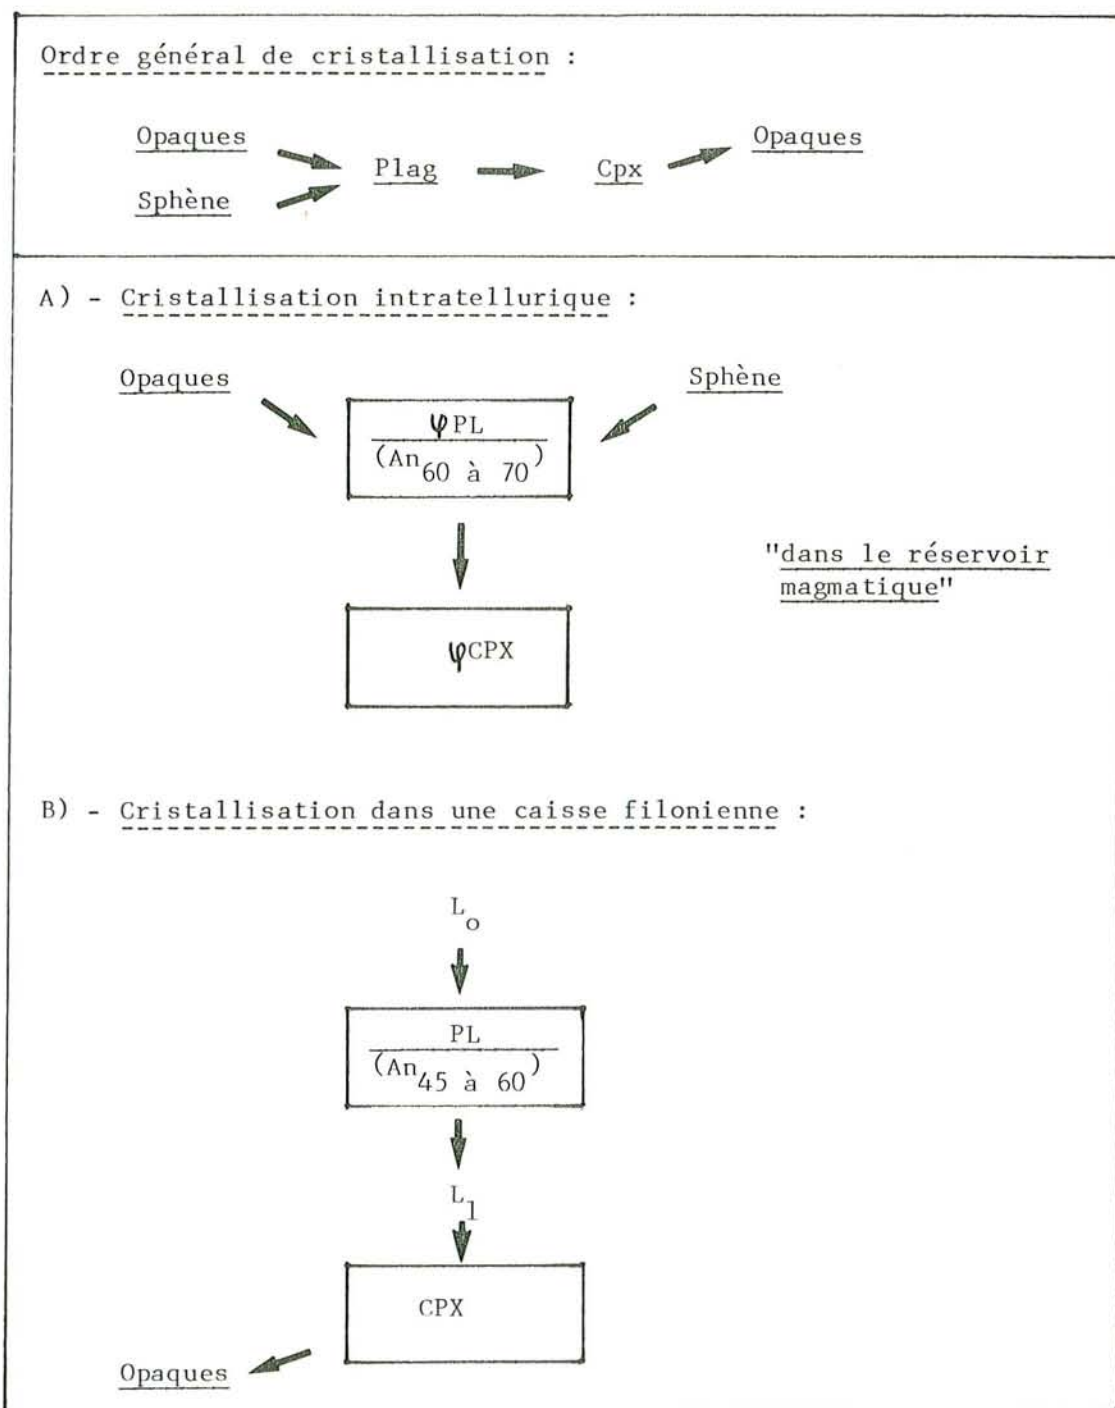 Ordre général de cristallisation :
Opaques
Opaques
Plag
Cpx
Sphène
A) - Cristallisation intratellurique :
Opaques
Sphène
φPL
(An60 à 70)
"dans le réservoir
magmatique"
φCPX
B) - Cristallisation dans une caisse filonienne :
Lo
PL
(An45 à 60)
L1
CPX
Opaques